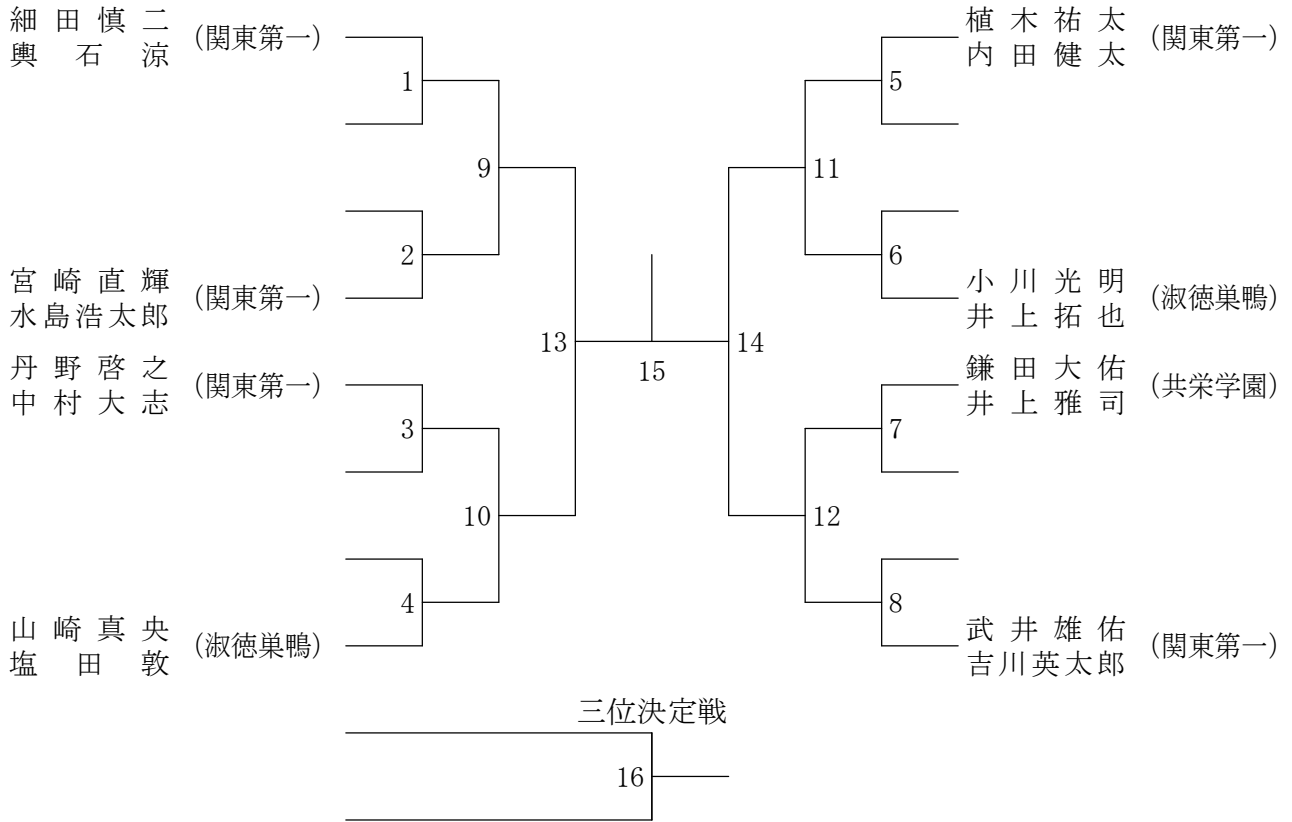 細田慎二
輿石涼
(関東第一)
1
9
2
宮崎直輝
水島浩太郎
(関東第一)
13
丹野啓之
中村大志
(関東第一)
3
10
4
山崎真央
塩田敦
(淑徳巣鴨)
15
植木祐太
内田健太
(関東第一)
5
11
6
小川光明
井上拓也
(淑徳巣鴨)
14
鎌田大佑
井上雅司
(共栄学園)
7
12
8
武井雄佑
吉川英太郎
(関東第一)
三位決定戦
16